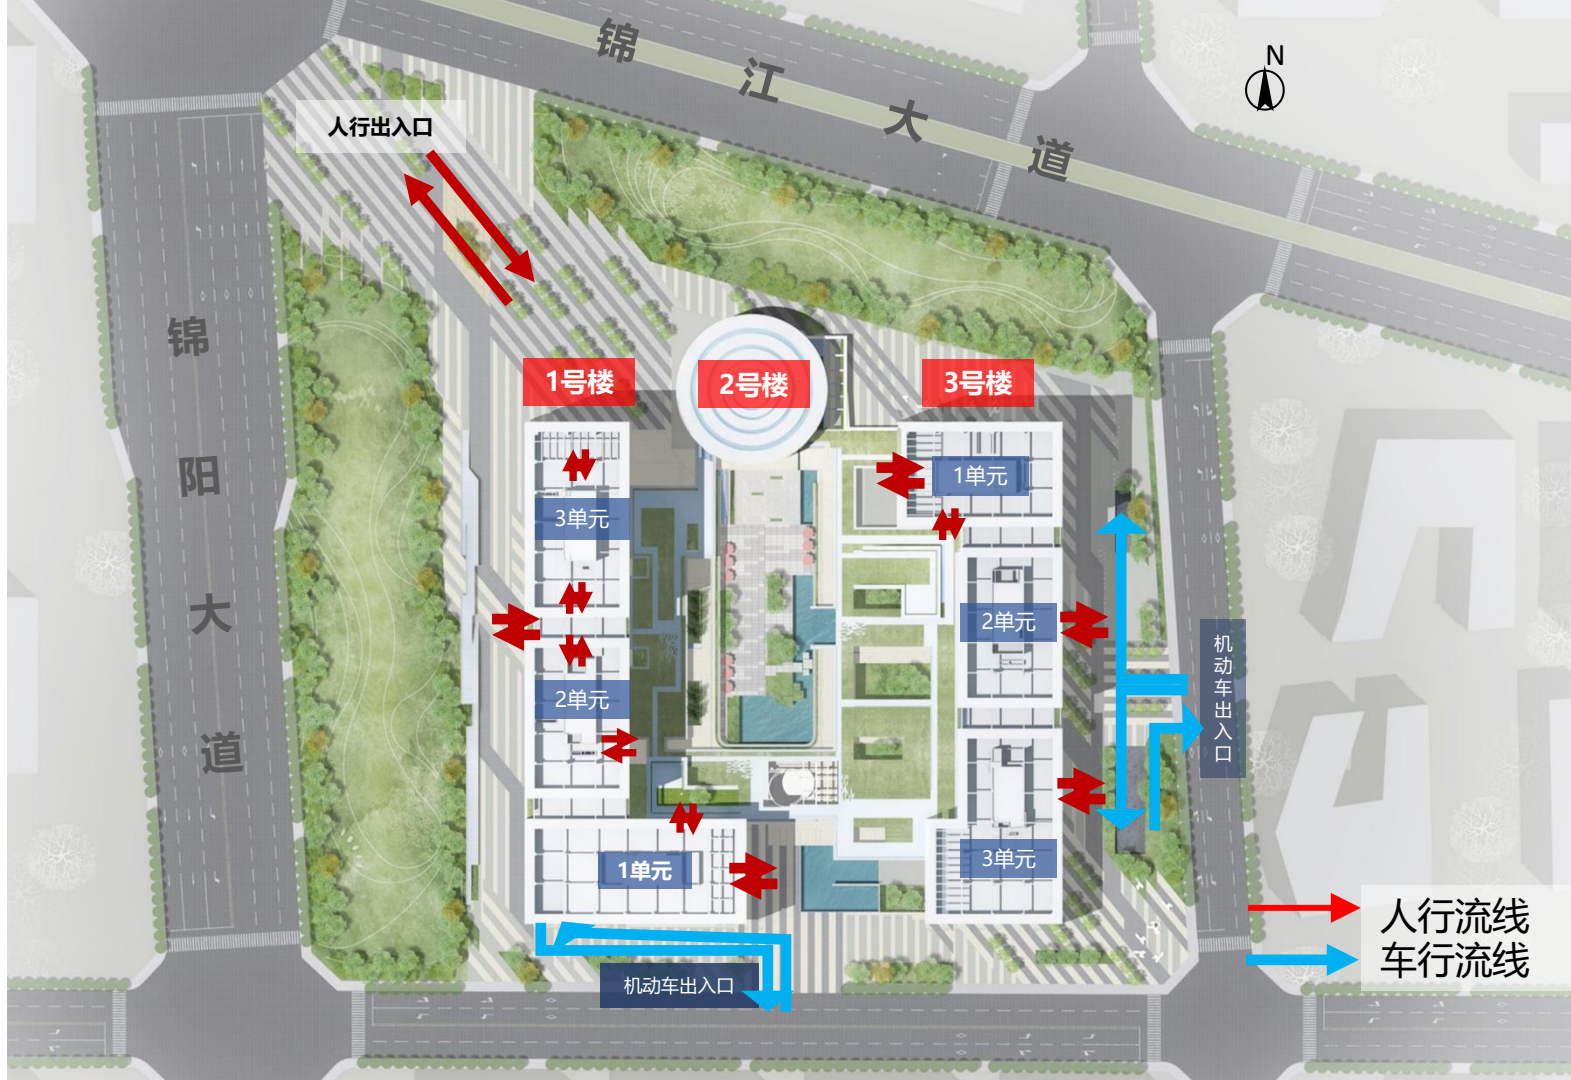 锦江大道
N
人行出入口
锦阳大道
1号楼
2号楼
3号楼
1单元
3单元
2单元
2单元
1单元
3单元
机动车出入口
机动车出入口
人行流线
车行流线